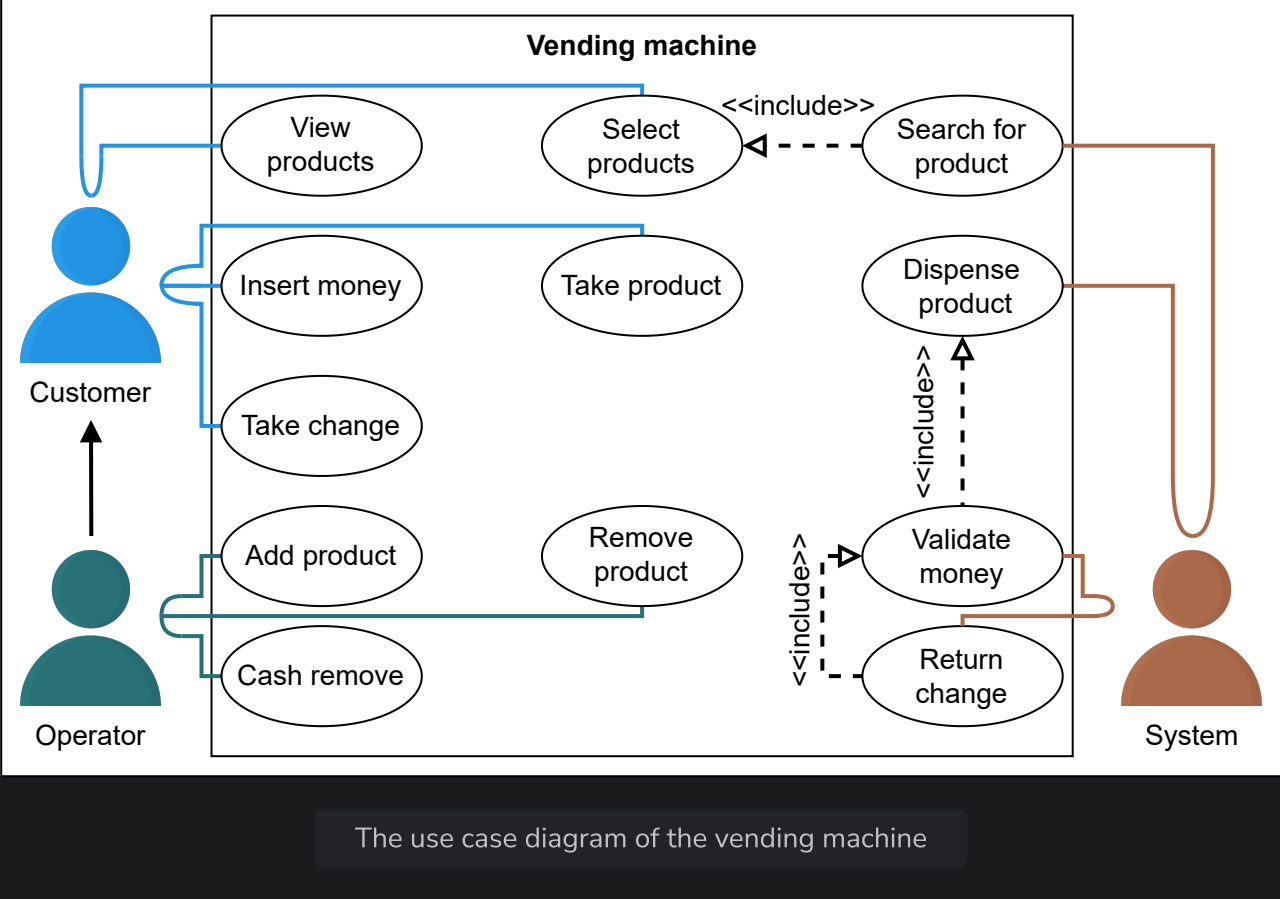 Vending machine
View
products
Select
products
<<include>>
Search for
product
Insert money
Take product
Dispense
product
Customer
Take change
<<include>>
Add product
Remove
product
<<include>>
Validate
money
Cash remove
Return
change
Operator
System
The use case diagram of the vending machine